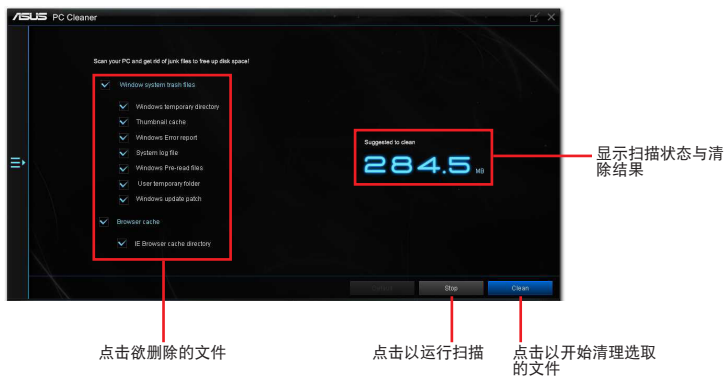 ASUS PC Cleaner
Scan your PC and get rid of junk files to free up disk space!
Window system trash files
Windows temporary directory
Thumbnail cache
Windows Error report
System log file
Windows Pre-read files
User temporary folder
Windows update patch
Browser cache
IE Browser cache directory
Suggested to clean
284.5 MB
Stop
Clean
显示扫描状态与清
除结果
点击欲删除的文件
点击以运行扫描
点击以开始清理选取
的文件